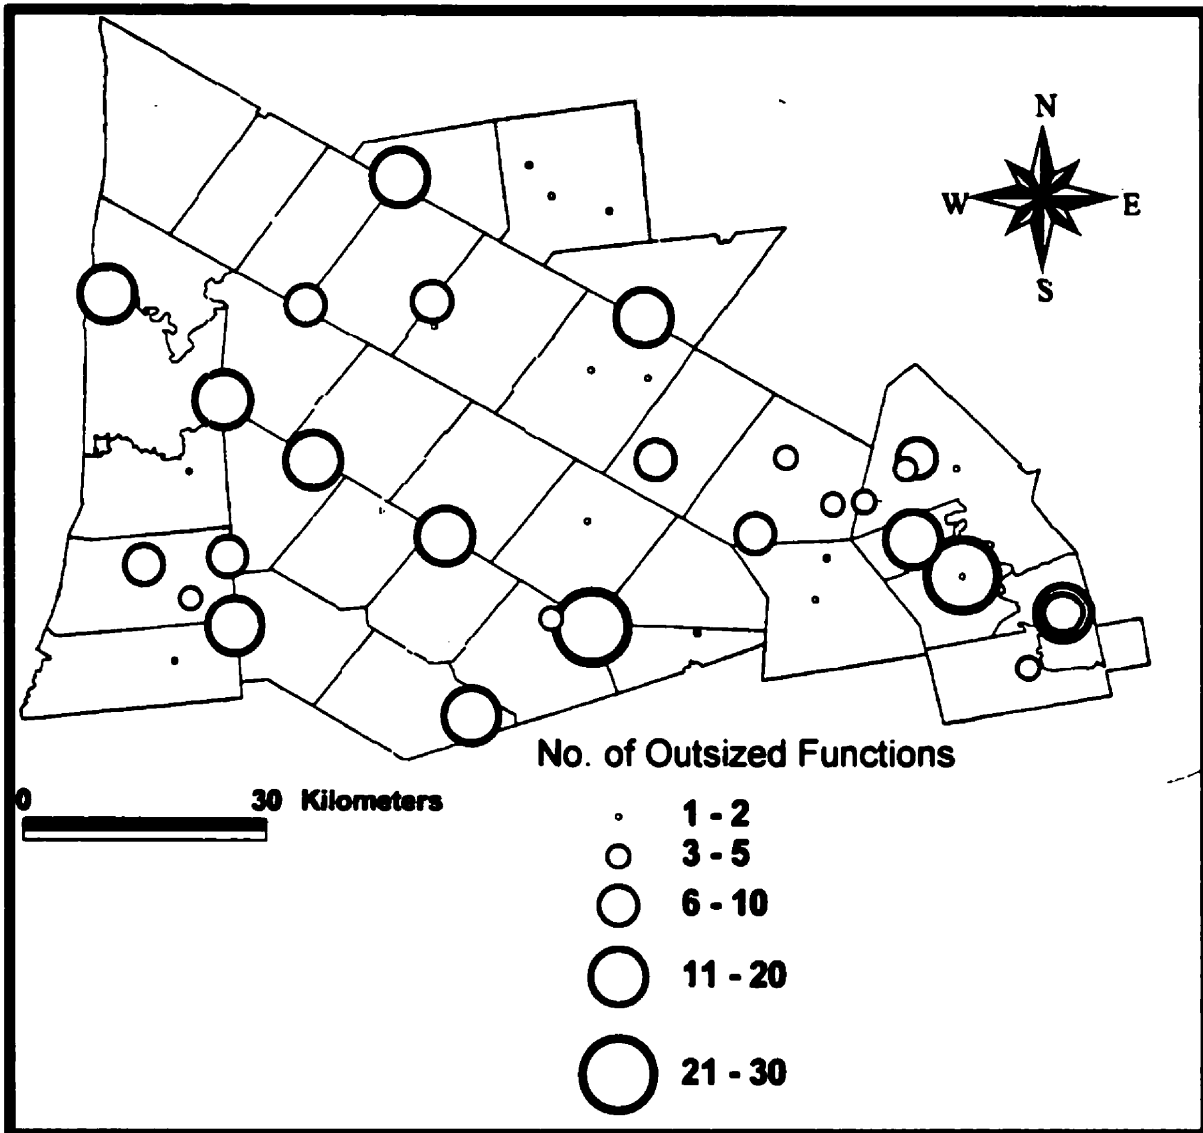 N
W E
S
No. of Outsized Functions
0 30 Kilometers
1 - 2
3 - 5
6 - 10
11 - 20
21 - 30